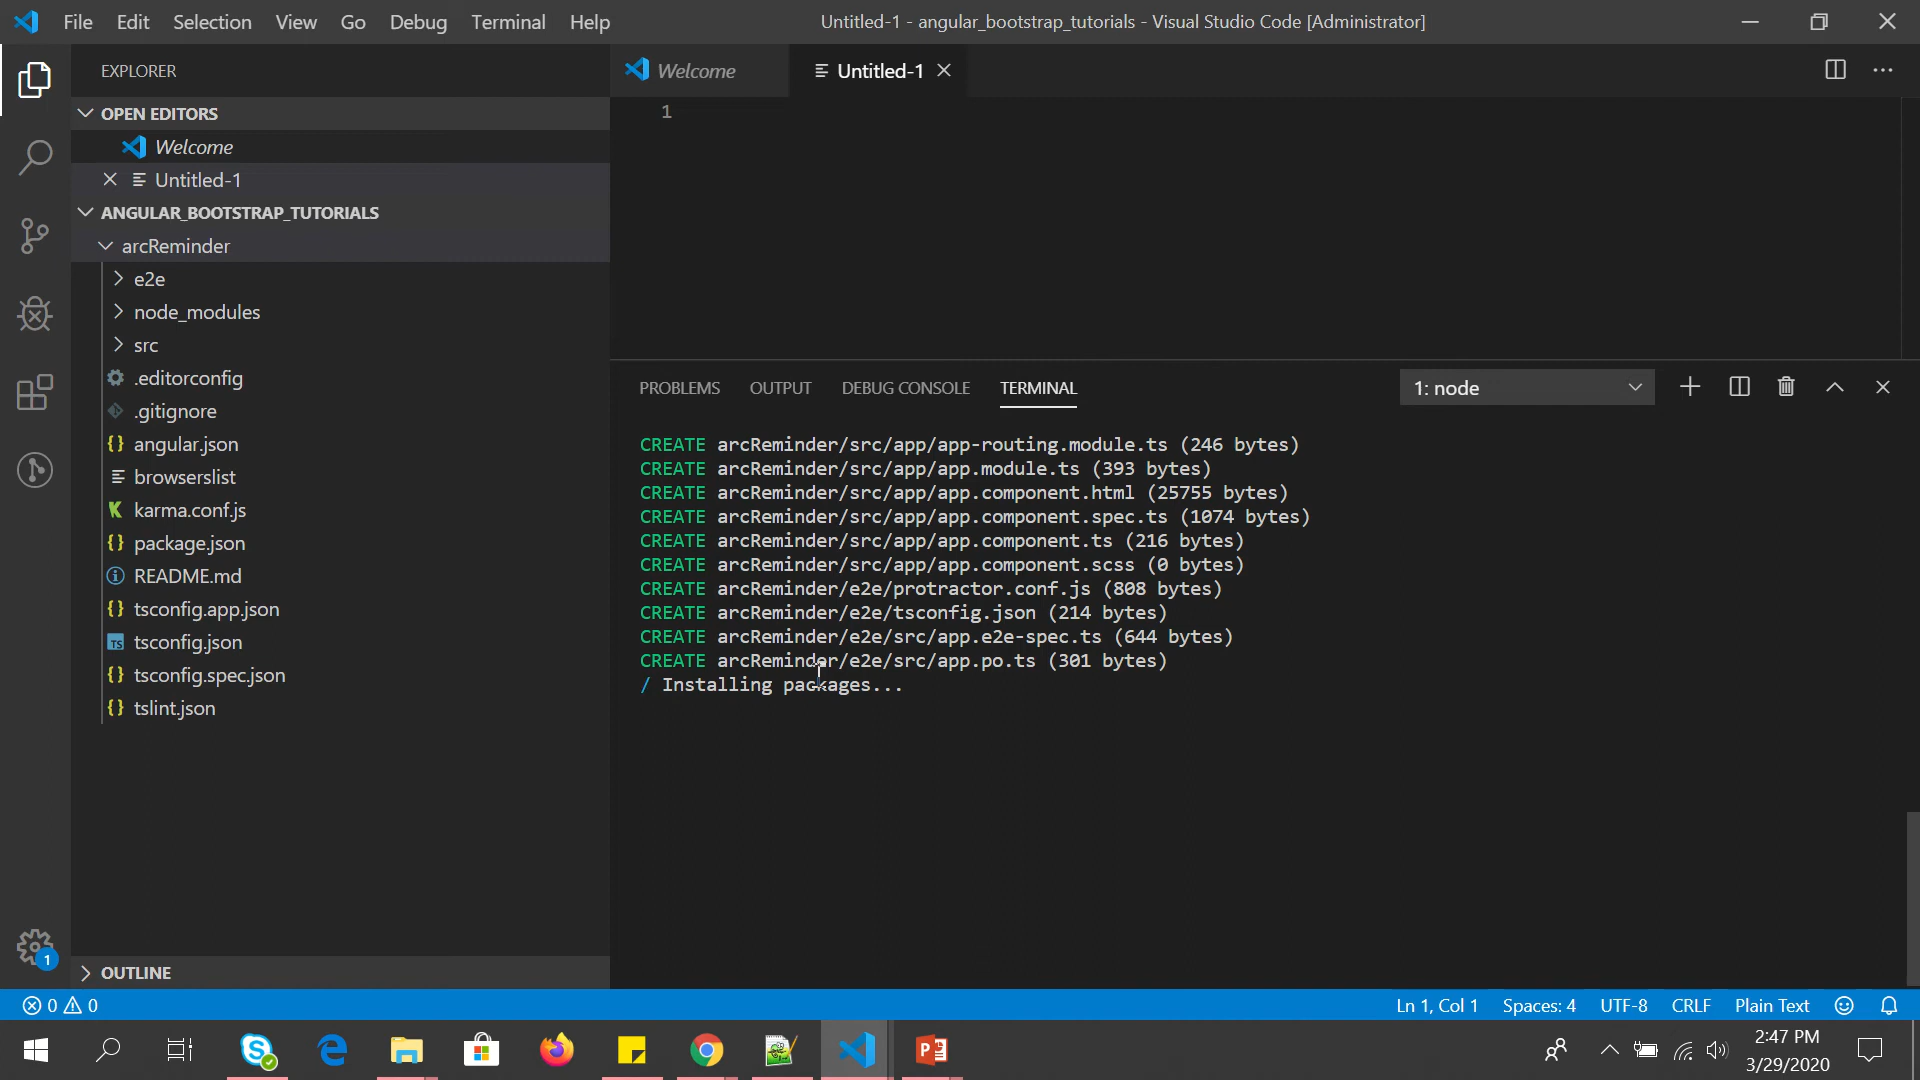 File Edit Selection View Go Debug Terminal Help
Untitled-1 - angular_bootstrap_tutorials - Visual Studio Code [Administrator]
EXPLORER
OPEN EDITORS
Welcome
Untitled-1
ANGULAR_BOOTSTRAP_TUTORIALS
arcReminder
e2e
node_modules
src
.editorconfig
.gitignore
angular.json
browserslist
karma.conf.js
package.json
README.md
tsconfig.app.json
tsconfig.json
tsconfig.spec.json
tslint.json
OUTLINE
Welcome Untitled-1
1
PROBLEMS OUTPUT DEBUG CONSOLE TERMINAL 1: node
CREATE arcReminder/src/app/app-routing.module.ts (246 bytes)
CREATE arcReminder/src/app/app.module.ts (393 bytes)
CREATE arcReminder/src/app/app.component.html (25755 bytes)
CREATE arcReminder/src/app/app.component.spec.ts (1074 bytes)
CREATE arcReminder/src/app/app.component.ts (216 bytes)
CREATE arcReminder/src/app/app.component.scss (0 bytes)
CREATE arcReminder/e2e/protractor.conf.js (808 bytes)
CREATE arcReminder/e2e/tsconfig.json (214 bytes)
CREATE arcReminder/e2e/src/app.e2e-spec.ts (644 bytes)
CREATE arcReminder/e2e/src/app.po.ts (301 bytes)
/ Installing packages...
1
0 0 Ln 1, Col 1 Spaces: 4 UTF-8 CRLF Plain Text
2:47 PM
3/29/2020